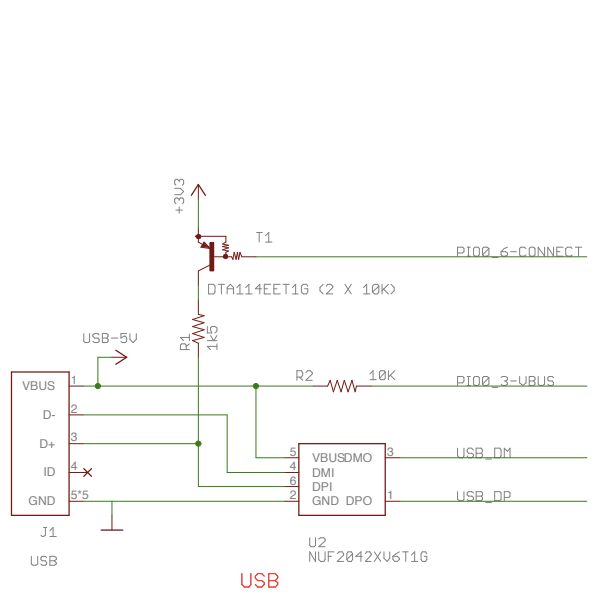 +3V3
T1
PIO0_6-CONNECT
DTA114EET1G (2 X 10K)
R1
1k5
USB-5V
R2
10K
PIO0_3-VBUS
VBUS
1
D-
2
D+
3
ID
4
GND
5*5
5
VBUS
DMO
3
USB_DM
4
DMI
6
DPI
2
GND
DPO
1
USB_DP
J1
USB
U2
NUF2042XV6T1G
USB